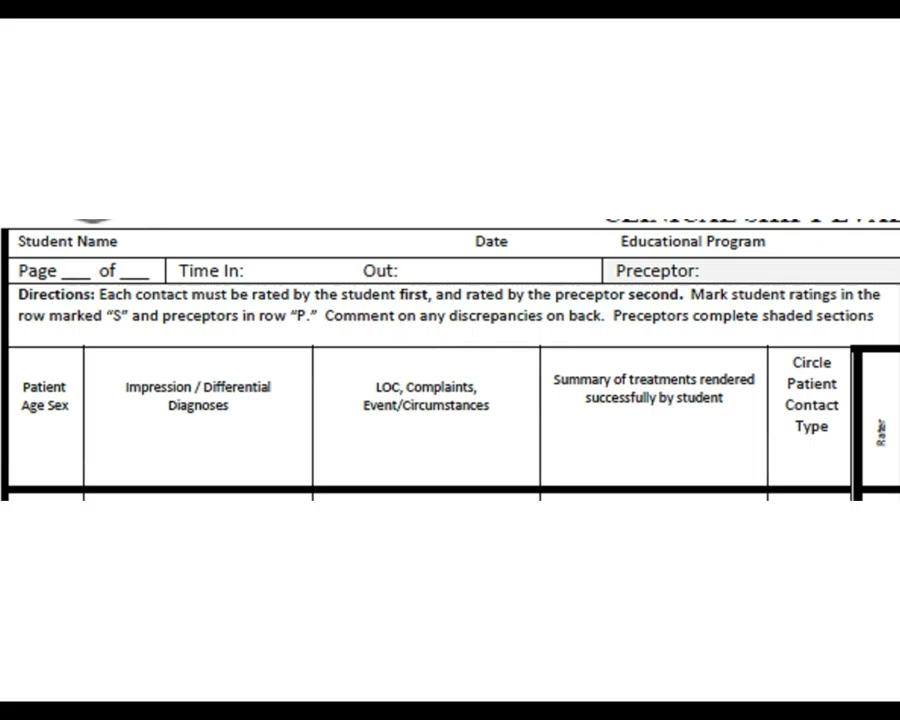 Student Name Date Educational Program
Page ___ of ___ Time In: Out: Preceptor:
Directions: Each contact must be rated by the student first, and rated by the preceptor second. Mark student ratings in the
row marked “S” and preceptors in row “P.” Comment on any discrepancies on back. Preceptors complete shaded sections
Patient
Age Sex
Impression / Differential
Diagnoses
LOC, Complaints,
Event/Circumstances
Summary of treatments rendered
successfully by student
Circle
Patient
Contact
Type
Rater